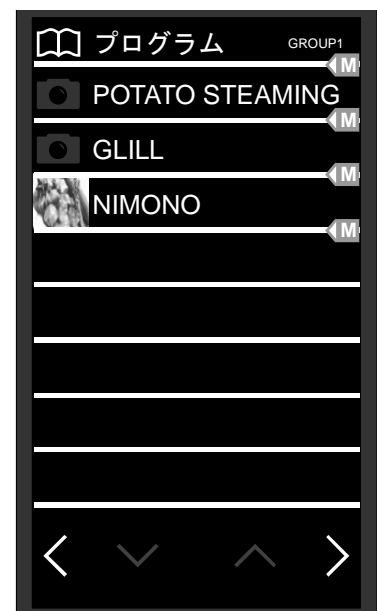 プログラム GROUP1
M
POTATO STEAMING
M
GLILL
M
NIMONO
M